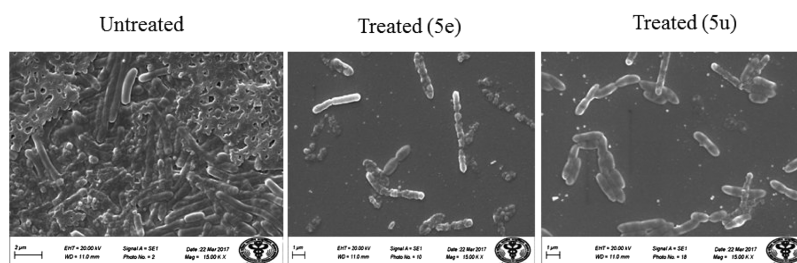 Untreated
Treated (5e)
Treated (5u)
2 µm
EHT = 20.00 kV
Signal A = SE1
Date :22 Mar 2017
WD = 11.0 mm
Photo No. = 2
Mag = 15.00 K X
1 µm
EHT = 20.00 kV
Signal A = SE1
Date :22 Mar 2017
WD = 11.0 mm
Photo No. = 10
Mag = 15.00 K X
1 µm
EHT = 20.00 kV
Signal A = SE1
Date :22 Mar 2017
WD = 11.0 mm
Photo No. = 18
Mag = 15.00 K X